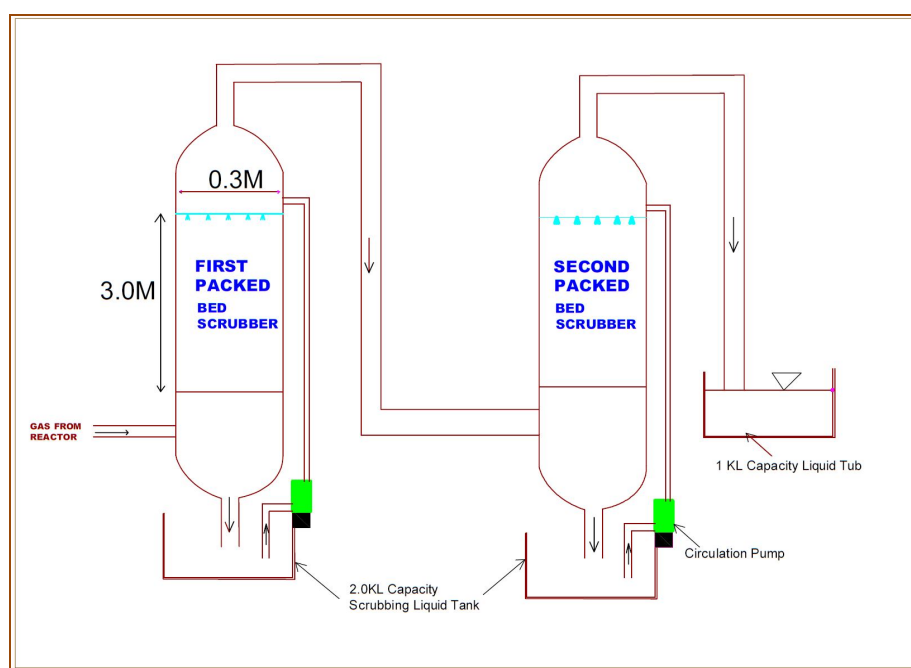 0.3M
FIRST
PACKED
BED
SCRUBBER
3.0M
GAS FROM
REACTOR
SECOND
PACKED
BED
SCRUBBER
1 KL Capacity Liquid Tub
Circulation Pump
2.0KL Capacity
Scrubbing Liquid Tank